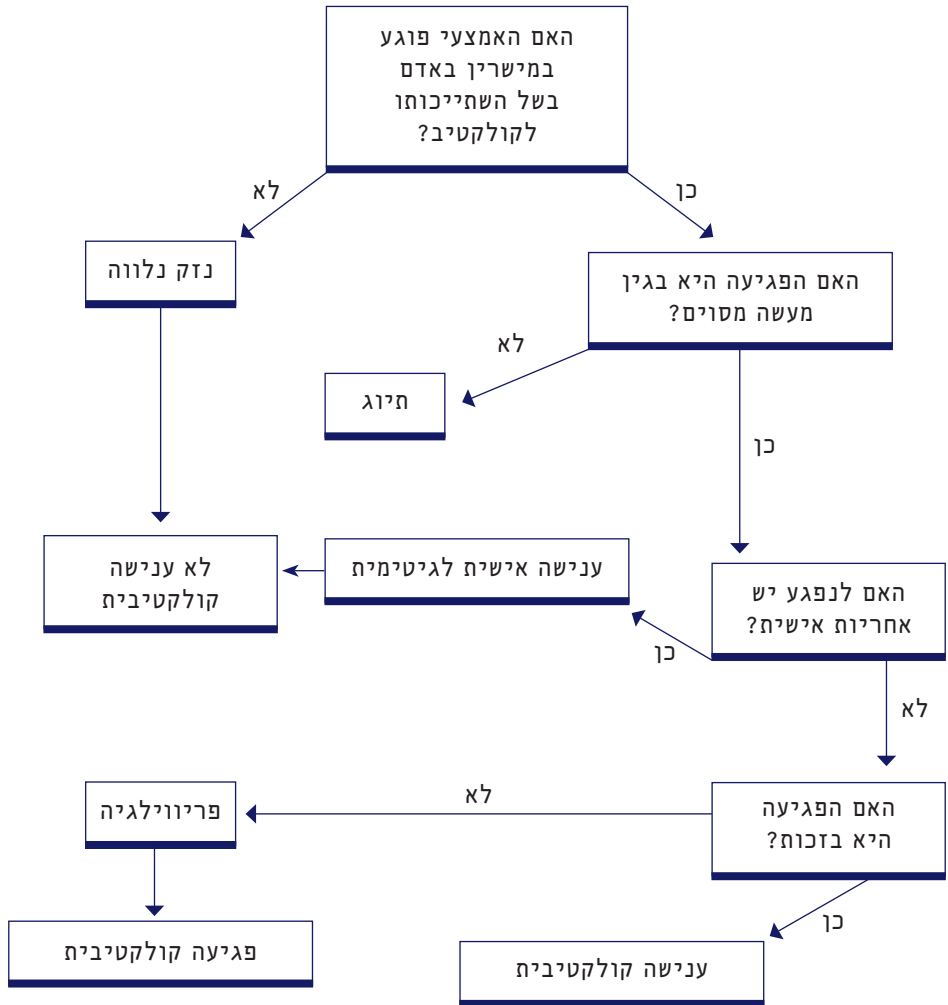 האם האמצעי פוגע
במישרין באדם
בשל השתייכותו
לקולקטיב?
כן
לא
נזק נלווה
האם הפגיעה היא בגין
מעשה מסוים?
לא
תיוג
כן
לא ענישה
קולקטיבית
ענישה אישית לגיטימית
האם לנפגע יש
אחריות אישית?
כן
לא
האם הפגיעה
היא בזכות?
לא
פריווילגיה
כן
פגיעה קולקטיבית
ענישה קולקטיבית